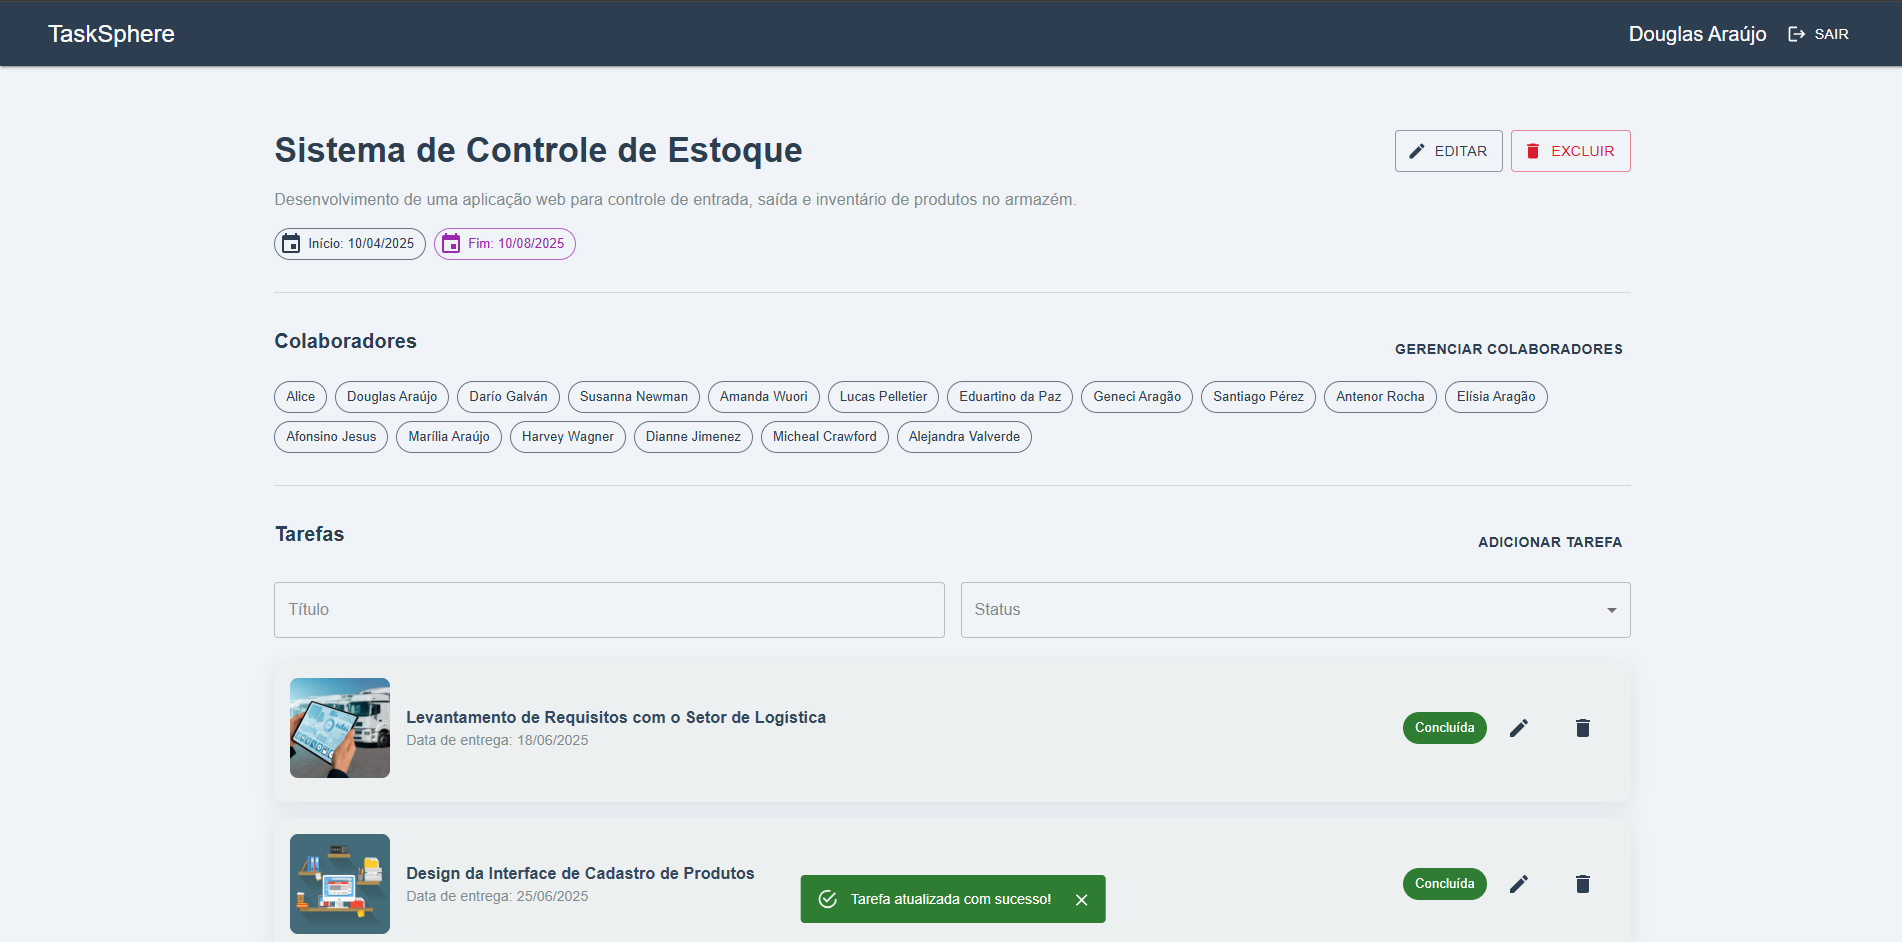 TaskSphere
Douglas Araújo
SAIR
Sistema de Controle de Estoque
EDITAR
EXCLUIR
Desenvolvimento de uma aplicação web para controle de entrada, saída e inventário de produtos no armazém.
Início: 10/04/2025
Fim: 10/08/2025
Colaboradores
GERENCIAR COLABORADORES
Alice
Douglas Araújo
Darío Galván
Susanna Newman
Amanda Wuori
Lucas Pelletier
Eduartino da Paz
Geneci Aragão
Santiago Pérez
Antenor Rocha
Elísia Aragão
Afonsino Jesus
Marília Araújo
Harvey Wagner
Dianne Jimenez
Micheal Crawford
Alejandra Valverde
Tarefas
ADICIONAR TAREFA
Título
Status
Levantamento de Requisitos com o Setor de Logística
Data de entrega: 18/06/2025
Concluída
Design da Interface de Cadastro de Produtos
Data de entrega: 25/06/2025
Concluída
Tarefa atualizada com sucesso!